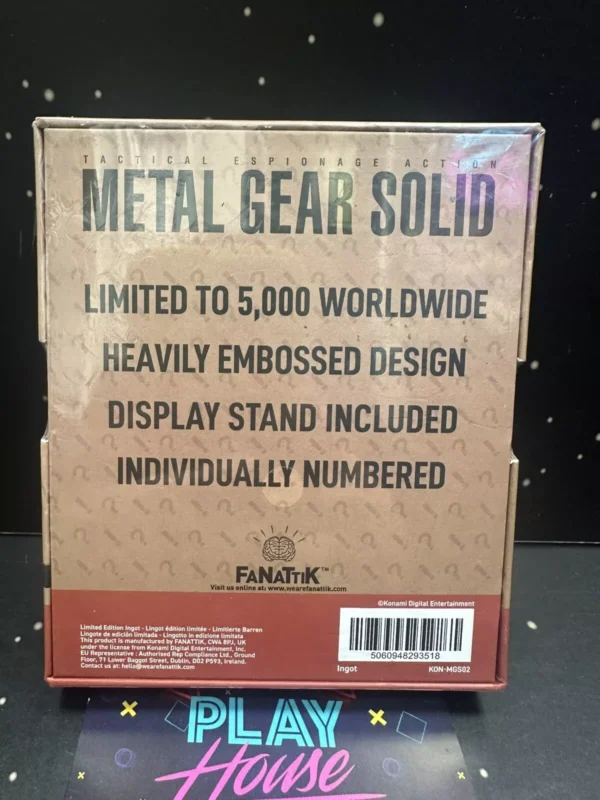 TACTICAL ESPIONAGE ACTION
METAL GEAR SOLID
LIMITED TO 5,000 WORLDWIDE
HEAVILY EMBOSSED DESIGN
DISPLAY STAND INCLUDED
INDIVIDUALLY NUMBERED
FANATTIK™
Visit us online at: www.wearefanattik.com
©Konami Digital Entertainment
Limited Edition Ingot - Lingot édition limitée - Limitierte Barren
Lingote de edición limitada - Lingotto in edizione limitata
This product is manufactured by FANATTIK, CW4 8PJ, UK
under the license from Konami Digital Entertainment, Inc.
EU Representative : Authorised Rep Compliance Ltd., Ground
Floor, 71 Lower Baggot Street, Dublin, D02 P593, Ireland.
Contact us at: hello@wearefanattik.com
5060948293518
Ingot
KON-MGS02
PLAY
House